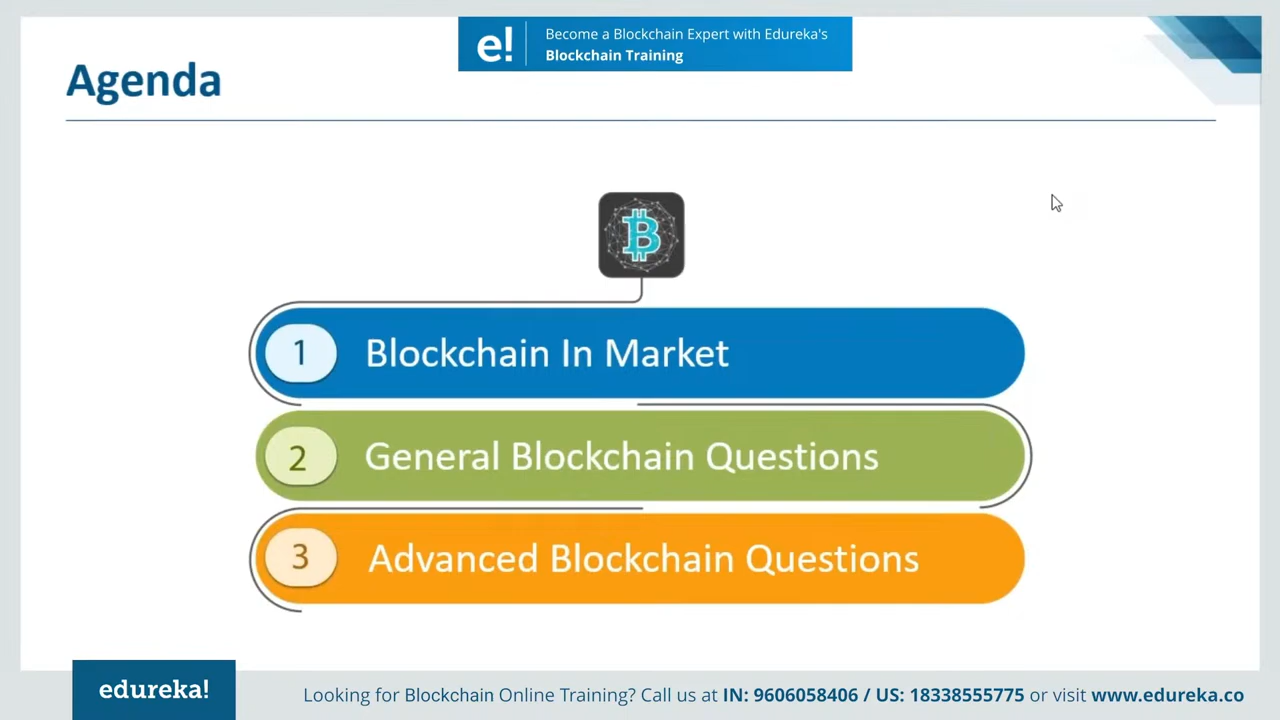 e!
Become a Blockchain Expert with Edureka's
Blockchain Training
Agenda
1
Blockchain In Market
2
General Blockchain Questions
3
Advanced Blockchain Questions
edureka!
Looking for Blockchain Online Training? Call us at IN: 9606058406 / US: 18338555775 or visit www.edureka.co